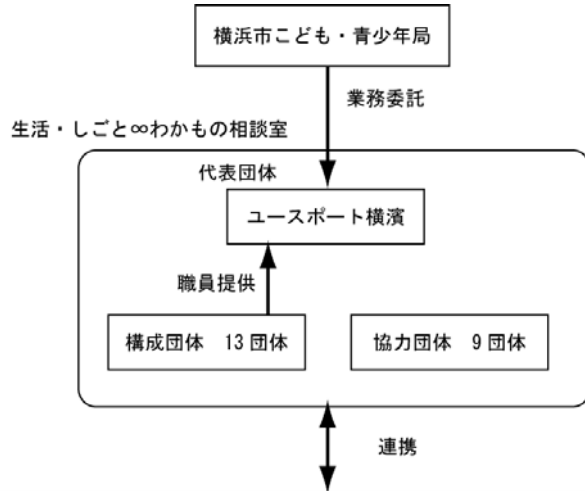 横浜市こども・青少年局
業務委託
生活・しごと∞わかもの相談室
代表団体
ユースポート横濱
職員提供
構成団体　13 団体
協力団体　9 団体
連携